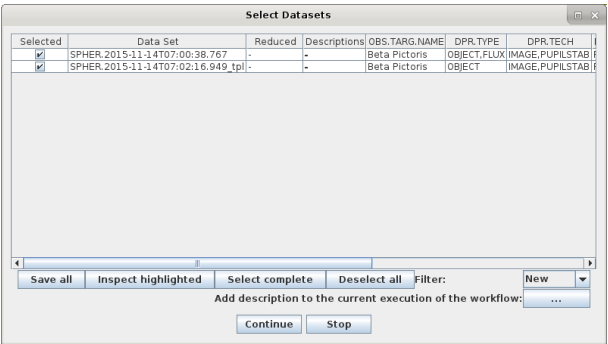 Select Datasets
Selected Data Set Reduced Descriptions OBS.TARG.NAME DPR.TYPE DPR.TECH
SPHER.2015-11-14T07:00:38.767 - - Beta Pictoris OBJECT,FLUX IMAGE,PUPILSTAB
SPHER.2015-11-14T07:02:16.949_tpl - - Beta Pictoris OBJECT IMAGE,PUPILSTAB
Save all Inspect highlighted Select complete Deselect all Filter: New
Add description to the current execution of the workflow: ...
Continue Stop